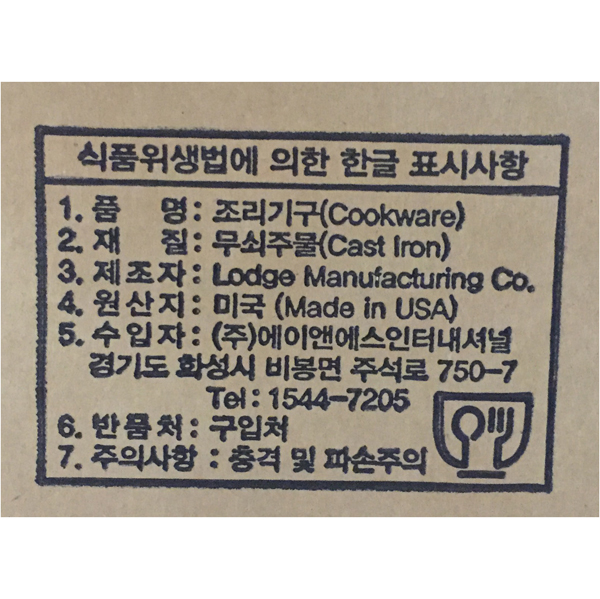 식품위생법에 의한 한글 표시사항
1. 품 명 : 조리기구(Cookware)
2. 재 질 : 무쇠주물(Cast Iron)
3. 제조자 : Lodge Manufacturing Co.
4. 원산지 : 미국 (Made in USA)
5. 수입자 : (주)에이앤에스인터내셔널
경기도 화성시 비봉면 주석로 750-7
Tel : 1544-7205
6. 반품처 : 구입처
7. 주의사항 : 충격 및 파손주의